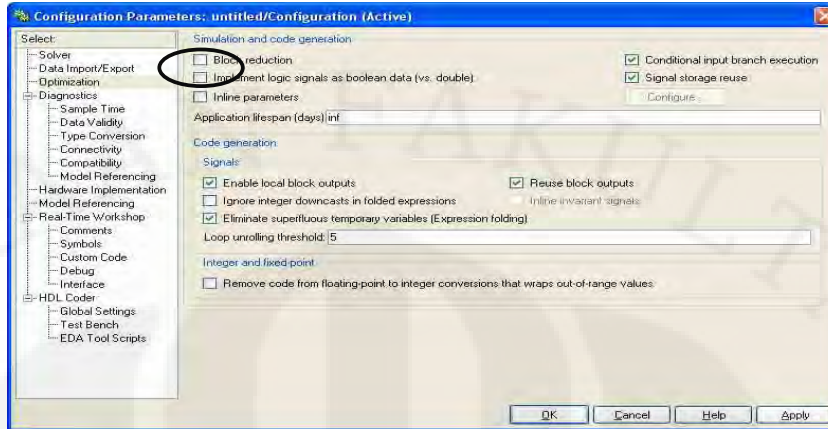 Configuration Parameters: untitled/Configuration (Active)
Select:
Solver
Data Import/Export
Optimization
Diagnostics
Sample Time
Data Validity
Type Conversion
Connectivity
Compatibility
Model Referencing
Hardware Implementation
Model Referencing
Real-Time Workshop
Comments
Symbols
Custom Code
Debug
Interface
HDL Coder
Global Settings
Test Bench
EDA Tool Scripts
Simulation and code generation
Block reduction
Conditional input branch execution
Implement logic signals as boolean data (vs. double)
Signal storage reuse
Inline parameters
Configure...
Application lifespan (days) inf
Code generation
Signals
Enable local block outputs
Reuse block outputs
Ignore integer downcasts in folded expressions
Inline invariant signals
Eliminate superfluous temporary variables (Expression folding)
Loop unrolling threshold: 5
Integer and fixed-point
Remove code from floating-point to integer conversions that wraps out-of-range values
OK Cancel Help Apply